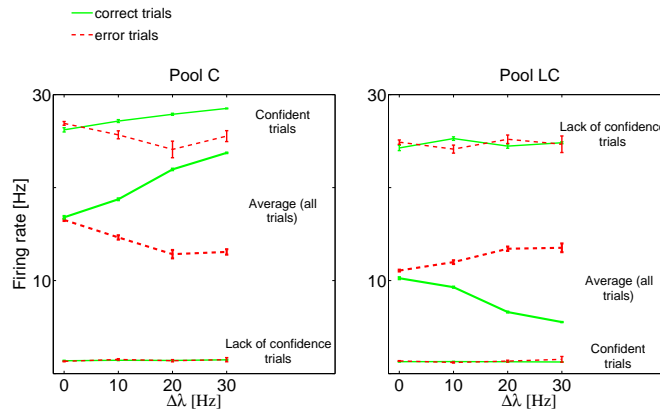 correct trials
error trials
Pool C
Pool LC
30
Confident
trials
Average (all
trials)
10
Lack of confidence
trials
0 10 20 30
Δλ [Hz]
Firing rate [Hz]
30
Lack of confidence
trials
10
Average (all
trials)
Confident
trials
0 10 20 30
Δλ [Hz]